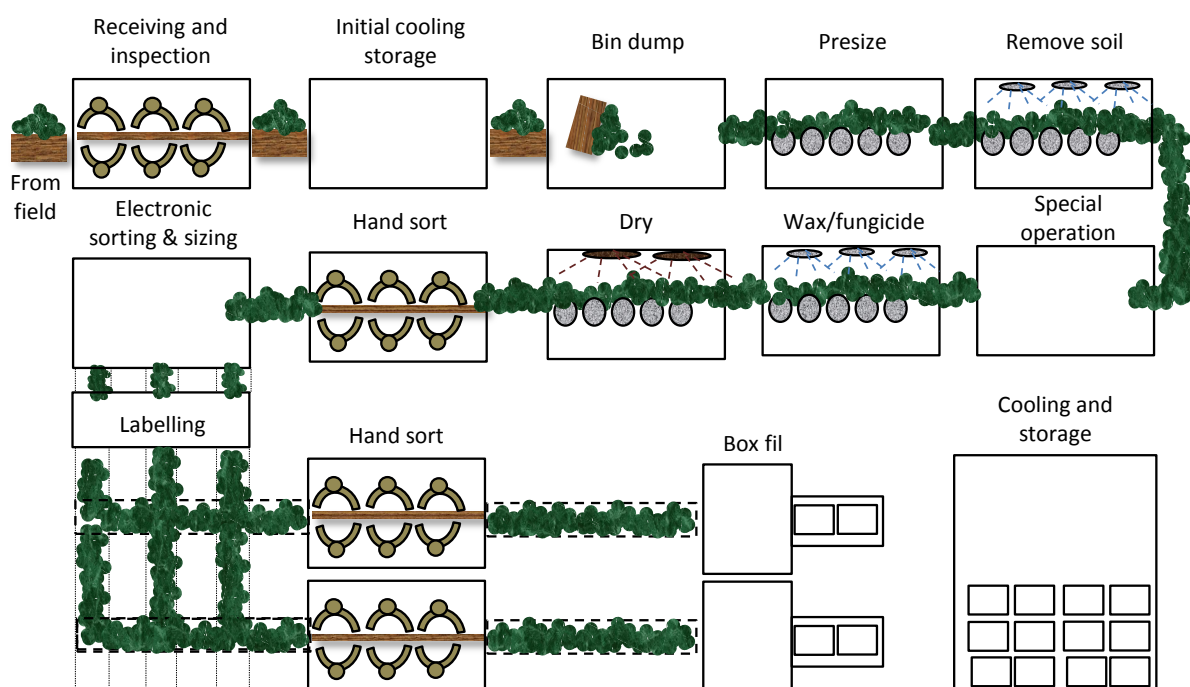 Receiving and
inspection
Initial cooling
storage
Bin dump
Presize
Remove soil
From
field
Electronic
sorting & sizing
Hand sort
Dry
Wax/fungicide
Special
operation
Labelling
Hand sort
Box fil
Cooling and
storage